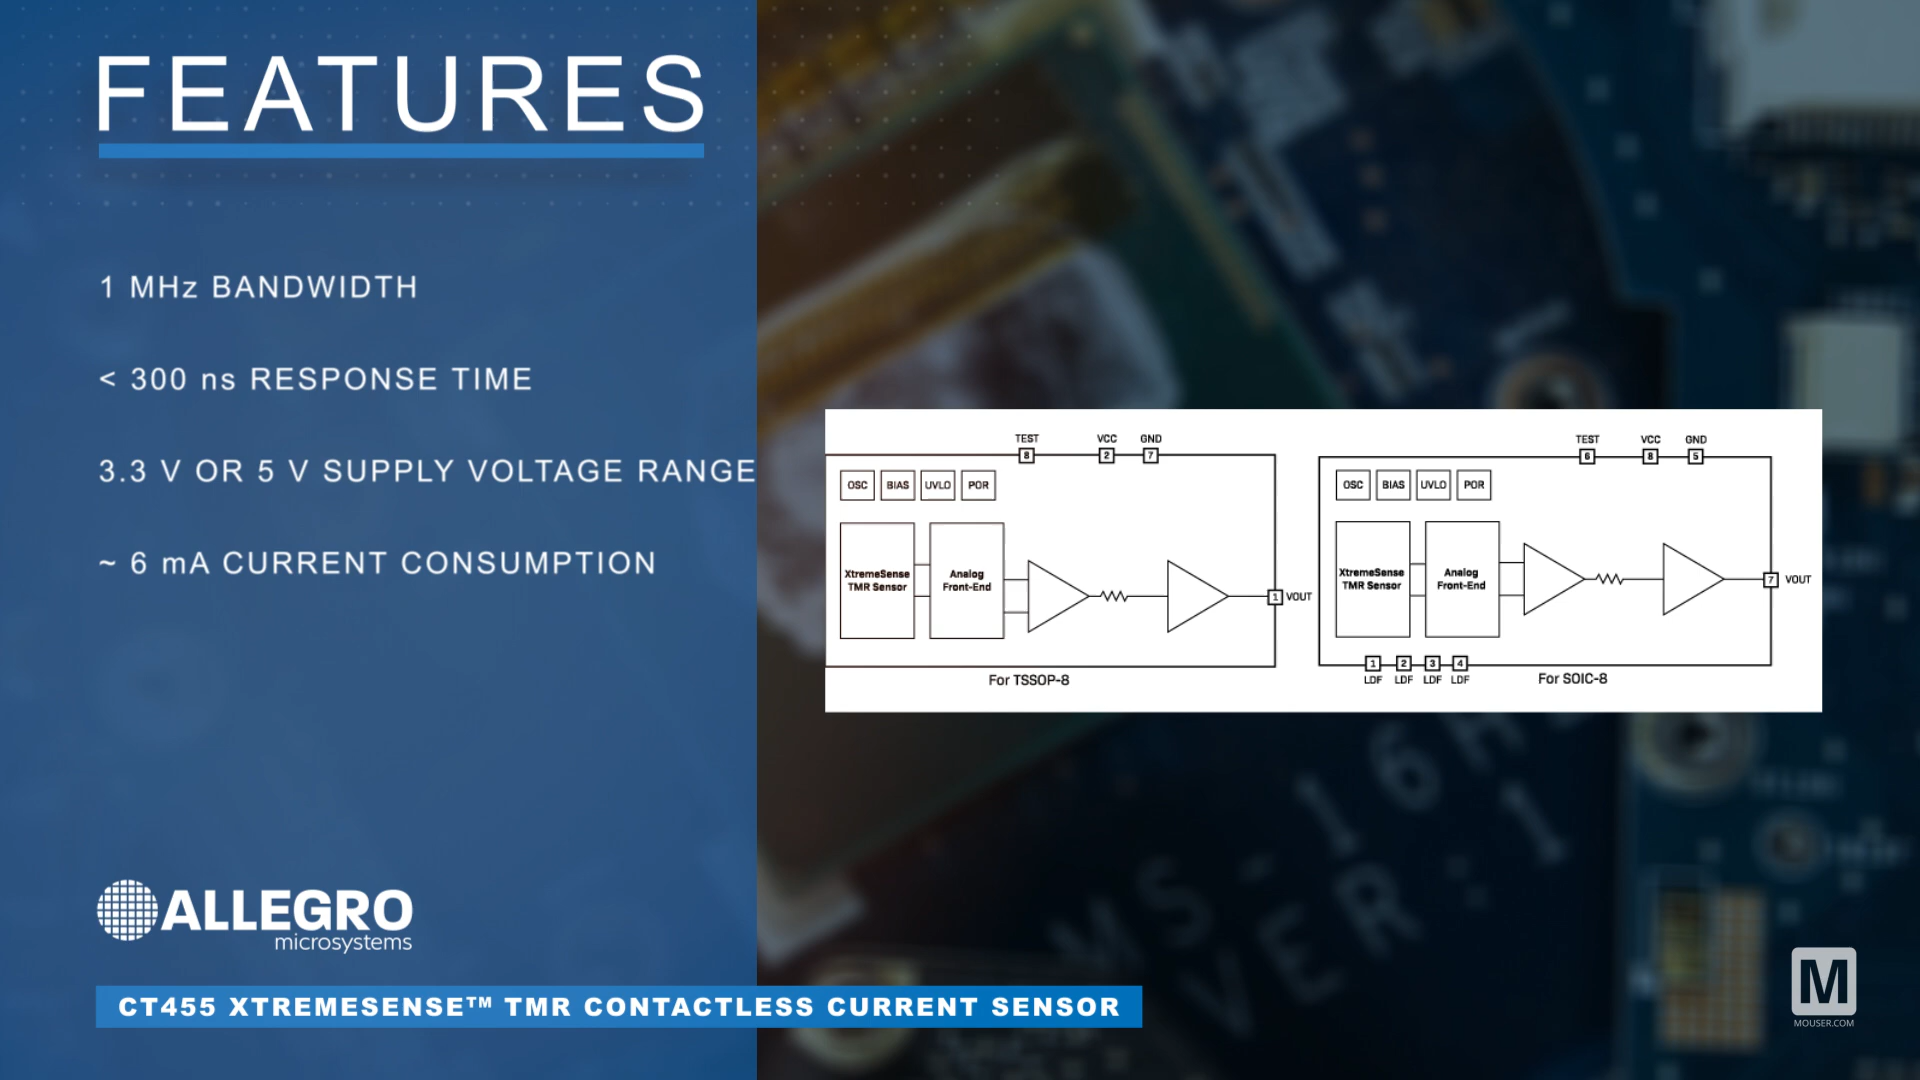 FEATURES
1 MHz BANDWIDTH
< 300 ns RESPONSE TIME
3.3 V OR 5 V SUPPLY VOLTAGE RANGE
~ 6 mA CURRENT CONSUMPTION
TEST VCC GND
8 2 7
OSC BIAS UVLO POR
XtremeSense
TMR Sensor
Analog
Front-End
1 VOUT
For TSSOP-8
TEST VCC GND
6 8 5
OSC BIAS UVLO POR
XtremeSense
TMR Sensor
Analog
Front-End
7 VOUT
1 2 3 4
LDF LDF LDF LDF
For SOIC-8
MS-16A
VER:1
ALLEGRO
microsystems
CT455 XTREMESENSE™ TMR CONTACTLESS CURRENT SENSOR
M
MOUSER.COM